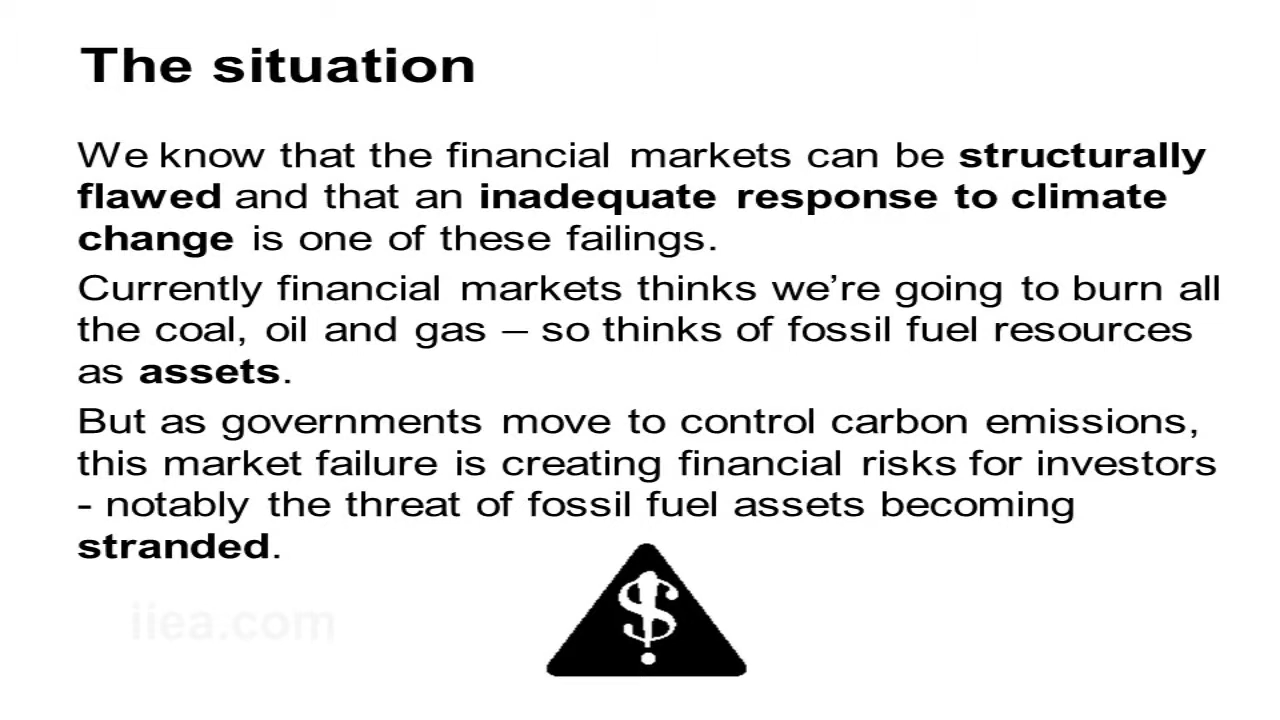 The situation
We know that the financial markets can be structurally
flawed and that an inadequate response to climate
change is one of these failings.
Currently financial markets thinks we’re going to burn all
the coal, oil and gas – so thinks of fossil fuel resources
as assets.
But as governments move to control carbon emissions,
this market failure is creating financial risks for investors
- notably the threat of fossil fuel assets becoming
stranded.
$
iiea.com